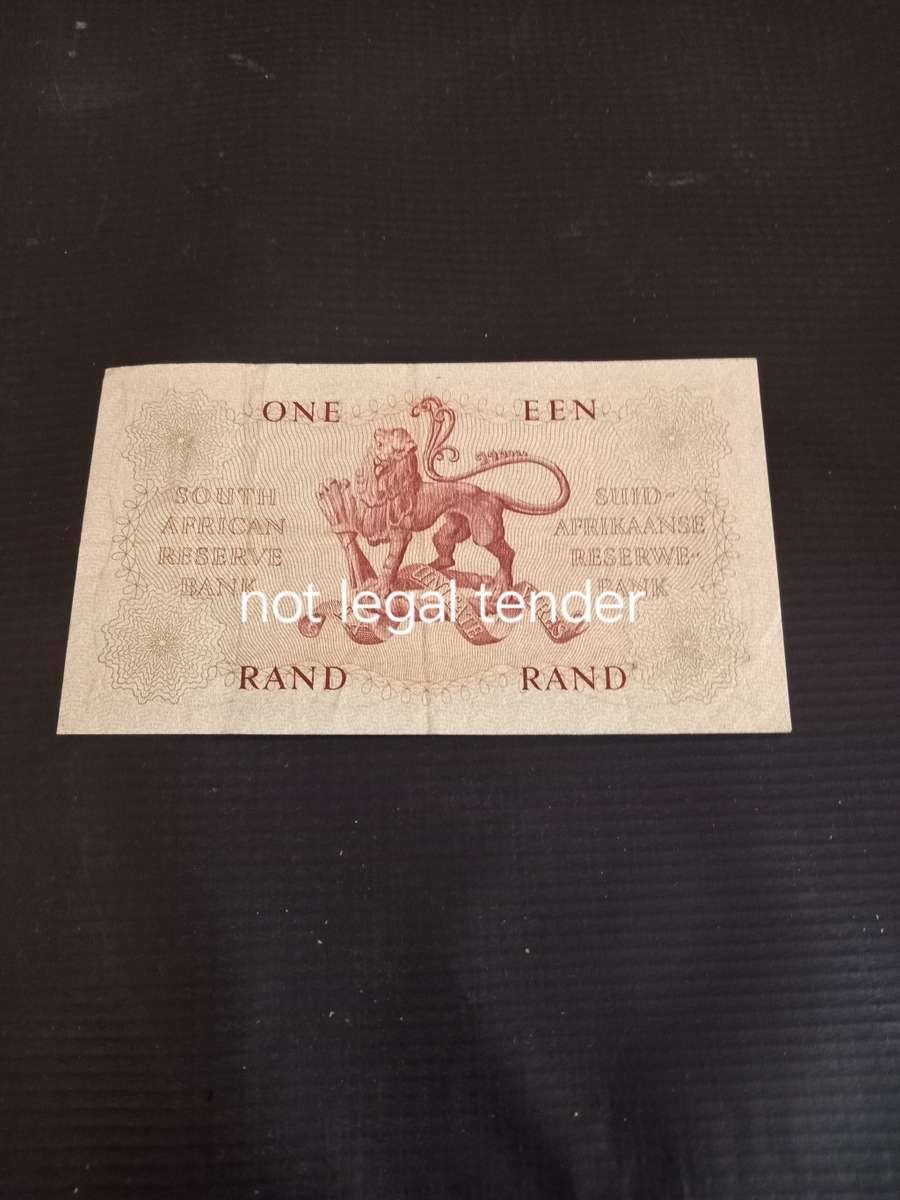 ONE EEN
SOUTH
AFRICAN
RESERVE
BANK
SUID-
AFRIKAANSE
RESERWE-
BANK
not legal tender
RAND RAND